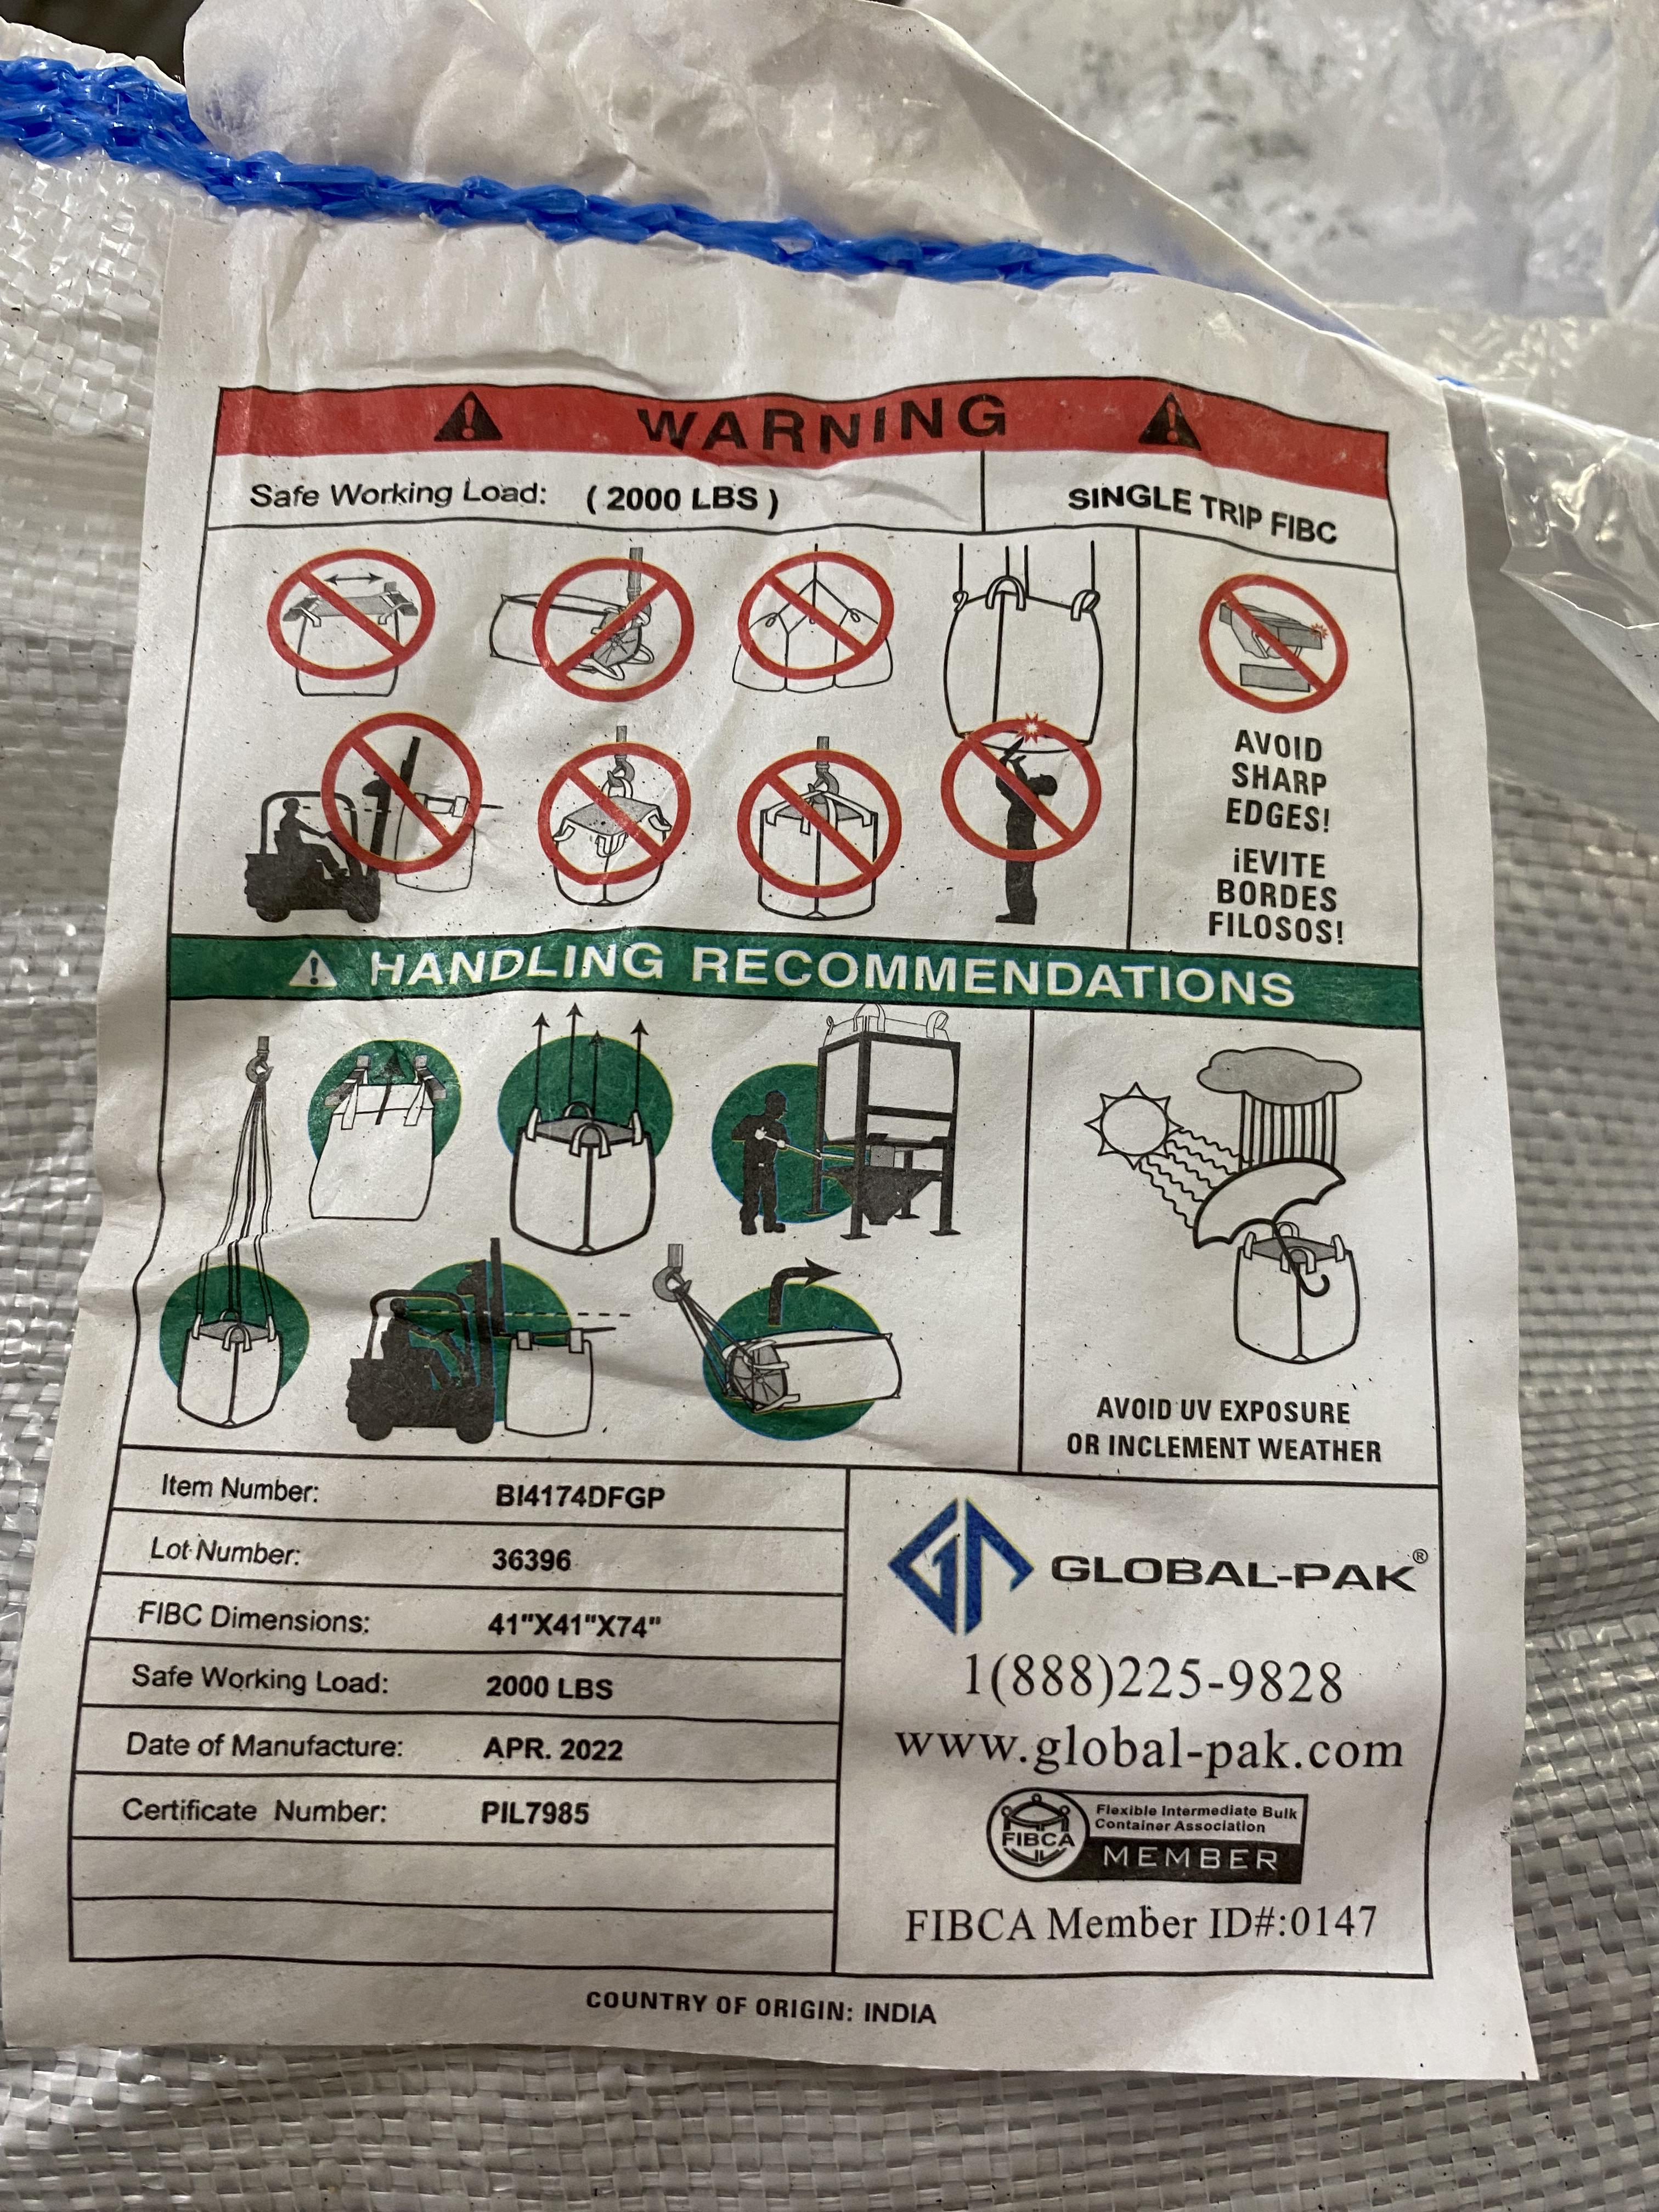 WARNING
Safe Working Load: ( 2000 LBS )
SINGLE TRIP FIBC
AVOID
SHARP
EDGES!
¡EVITE
BORDES
FILOSOS!
HANDLING RECOMMENDATIONS
AVOID UV EXPOSURE
OR INCLEMENT WEATHER
Item Number: BI4174DFGP
Lot Number: 36396
FIBC Dimensions: 41"X41"X74"
Safe Working Load: 2000 LBS
Date of Manufacture: APR. 2022
Certificate Number: PIL7985
GLOBAL-PAK®
1(888)225-9828
www.global-pak.com
FIBCA
Flexible Intermediate Bulk
Container Association
MEMBER
FIBCA Member ID#:0147
COUNTRY OF ORIGIN: INDIA